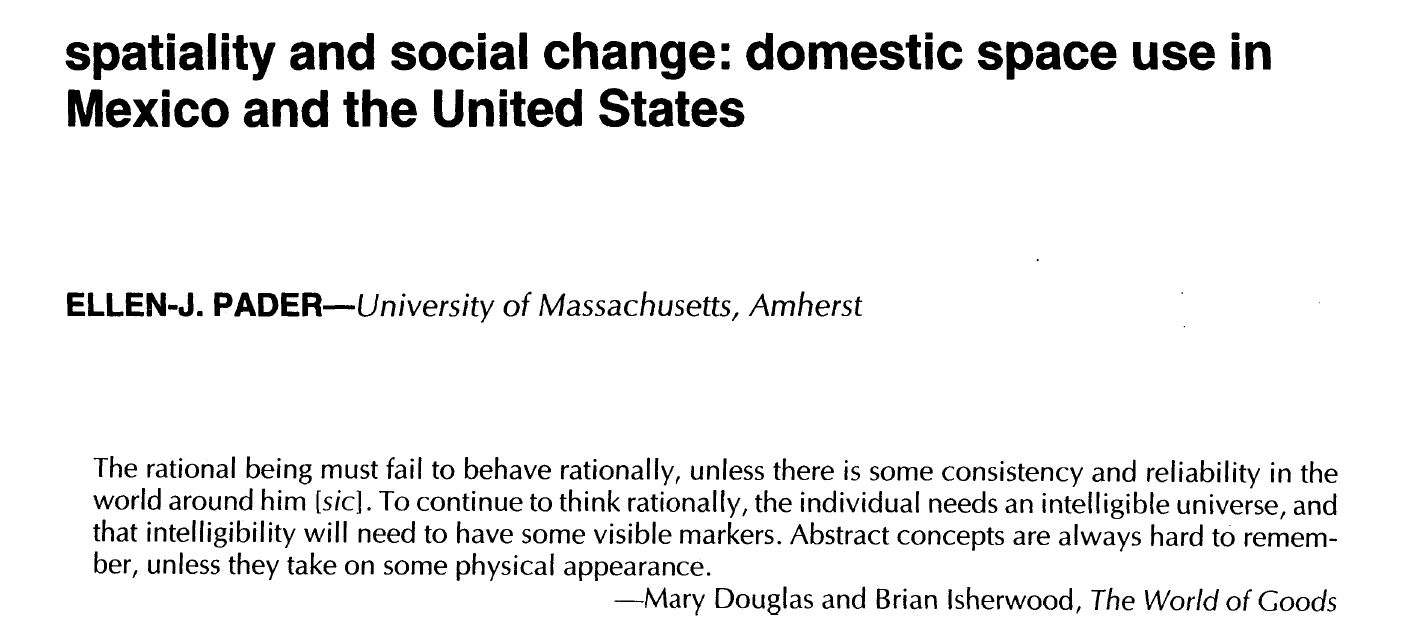 spatiality and social change: domestic space use in
Mexico and the United States
ELLEN-J. PADER—University of Massachusetts, Amherst
The rational being must fail to behave rationally, unless there is some consistency and reliability in the
world around him [sic]. To continue to think rationally, the individual needs an intelligible universe, and
that intelligibility will need to have some visible markers. Abstract concepts are always hard to remem-
ber, unless they take on some physical appearance.
—Mary Douglas and Brian Isherwood, The World of Goods